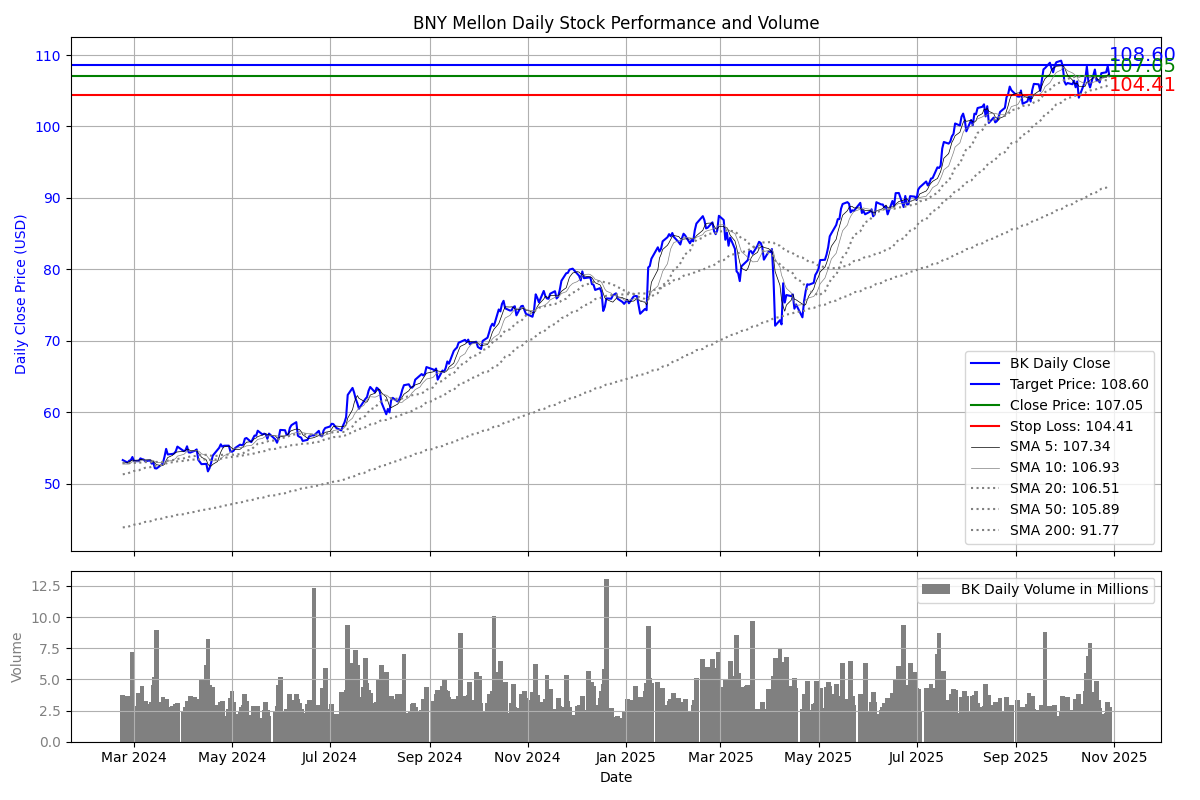 BNY Mellon Daily Stock Performance and Volume
Daily Close Price (USD)
110
100
90
80
70
60
50
108.60
107.05
104.41
BK Daily Close
Target Price: 108.60
Close Price: 107.05
Stop Loss: 104.41
SMA 5: 107.34
SMA 10: 106.93
SMA 20: 106.51
SMA 50: 105.89
SMA 200: 91.77
Volume
12.5
10.0
7.5
5.0
2.5
0.0
BK Daily Volume in Millions
Mar 2024 May 2024 Jul 2024 Sep 2024 Nov 2024 Jan 2025 Mar 2025 May 2025 Jul 2025 Sep 2025 Nov 2025
Date